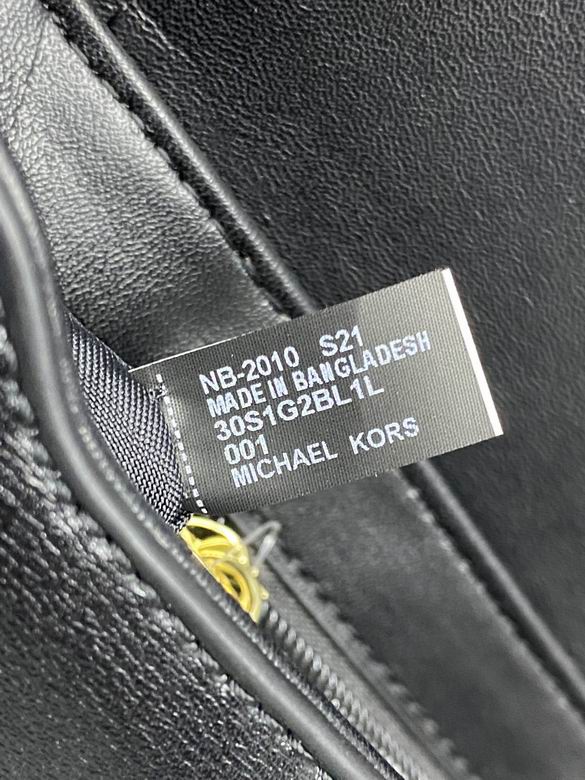 NB-2010 S21
MADE IN BANGLADESH
30S1G2BL1L
001
MICHAEL KORS